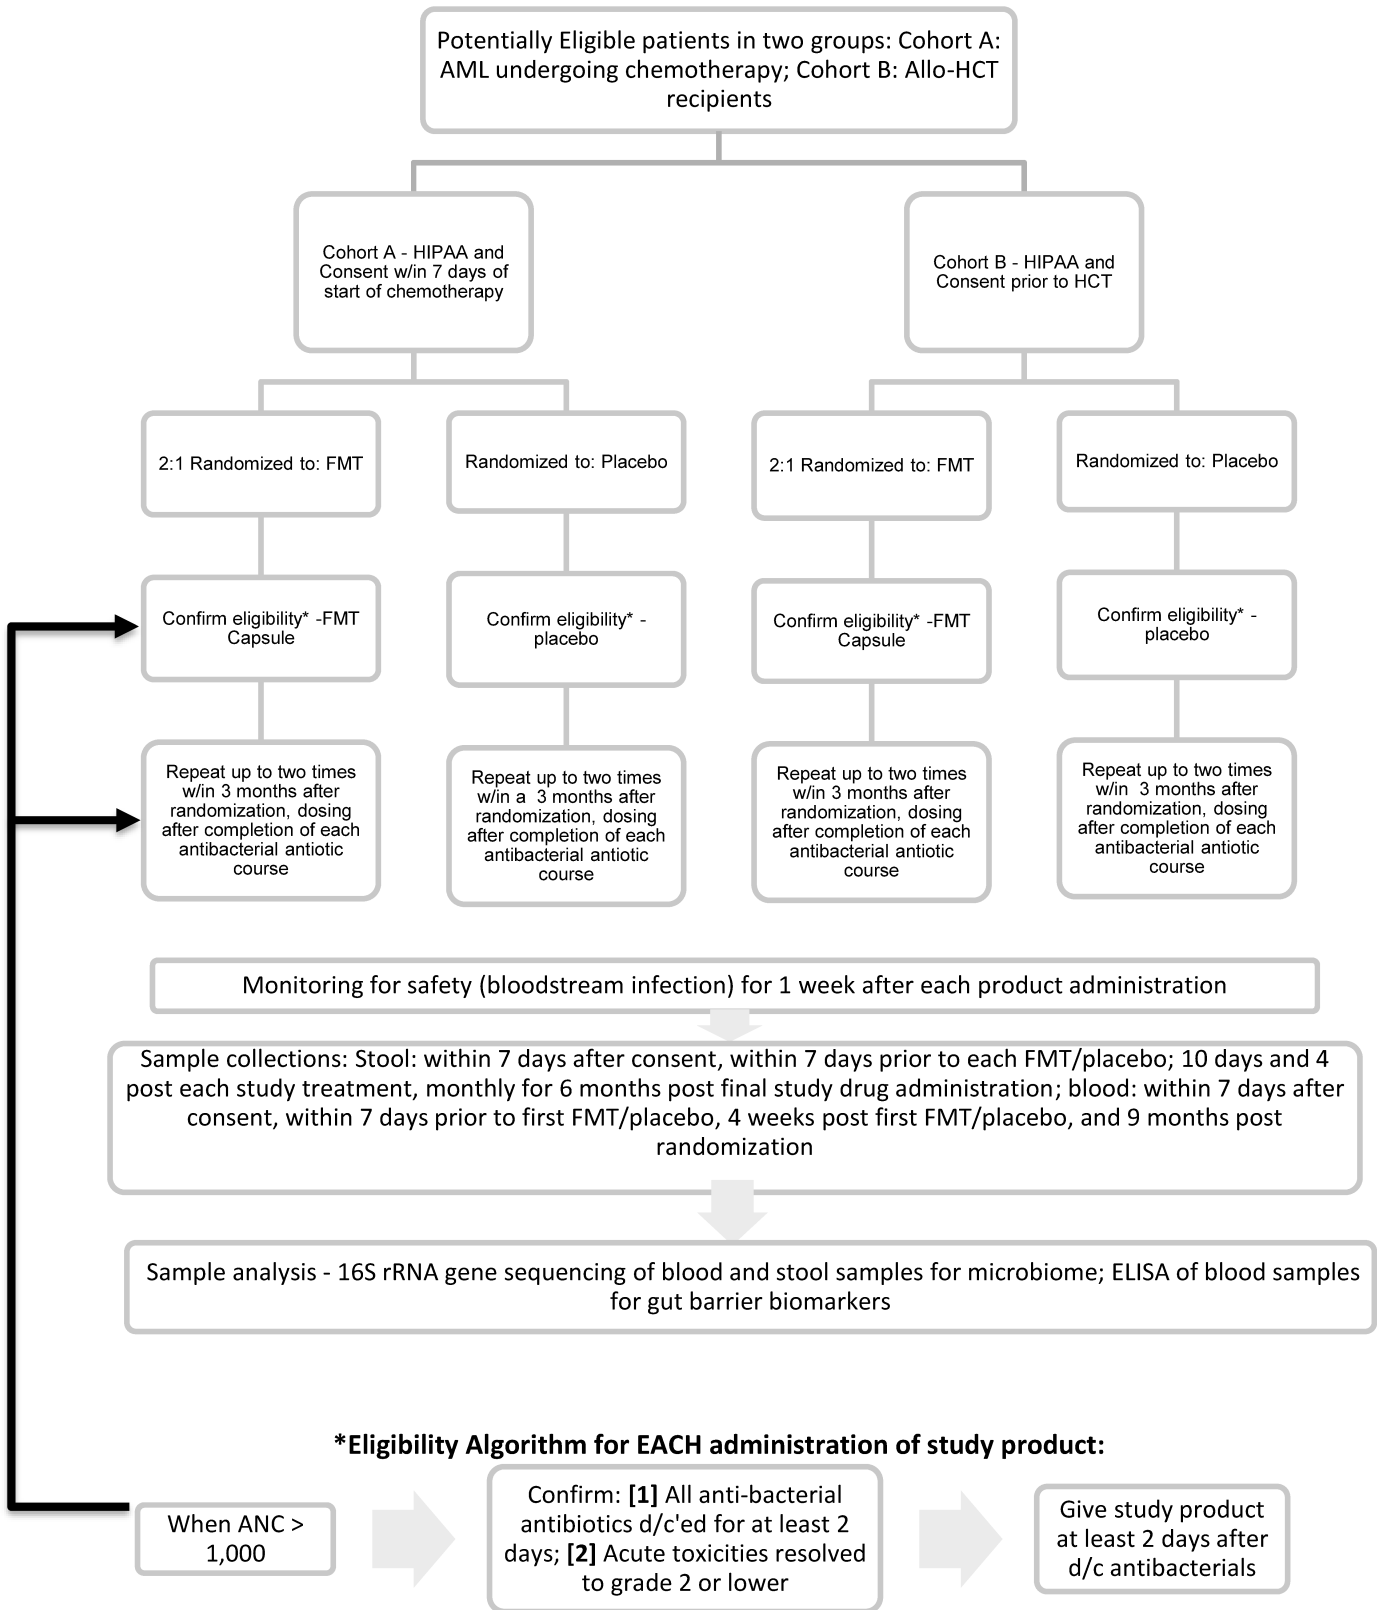 Potentially Eligible patients in two groups: Cohort A:
AML undergoing chemotherapy; Cohort B: Allo-HCT
recipients
Cohort A - HIPAA and
Consent w/in 7 days of
start of chemotherapy
Cohort B - HIPAA and
Consent prior to HCT
2:1 Randomized to: FMT
Randomized to: Placebo
2:1 Randomized to: FMT
Randomized to: Placebo
Confirm eligibility* -FMT
Capsule
Confirm eligibility* -
placebo
Confirm eligibility* -FMT
Capsule
Confirm eligibility* -
placebo
Repeat up to two times
w/in 3 months after
randomization, dosing
after completion of each
antibacterial antiotic
course
Repeat up to two times
w/in a  3 months after
randomization, dosing
after completion of each
antibacterial antiotic
course
Repeat up to two times
w/in 3 months after
randomization, dosing
after completion of each
antibacterial antiotic
course
Repeat up to two times
w/in  3 months after
randomization, dosing
after completion of each
antibacterial antiotic
course
Monitoring for safety (bloodstream infection) for 1 week after each product administration
Sample collections: Stool: within 7 days after consent, within 7 days prior to each FMT/placebo; 10 days and 4
post each study treatment, monthly for 6 months post final study drug administration; blood: within 7 days after
consent, within 7 days prior to first FMT/placebo, 4 weeks post first FMT/placebo, and 9 months post
randomization
Sample analysis - 16S rRNA gene sequencing of blood and stool samples for microbiome; ELISA of blood samples
for gut barrier biomarkers
*Eligibility Algorithm for EACH administration of study product:
When ANC >
1,000
Confirm: [1] All anti-bacterial
antibiotics d/c'ed for at least 2
days; [2] Acute toxicities resolved
to grade 2 or lower
Give study product
at least 2 days after
d/c antibacterials